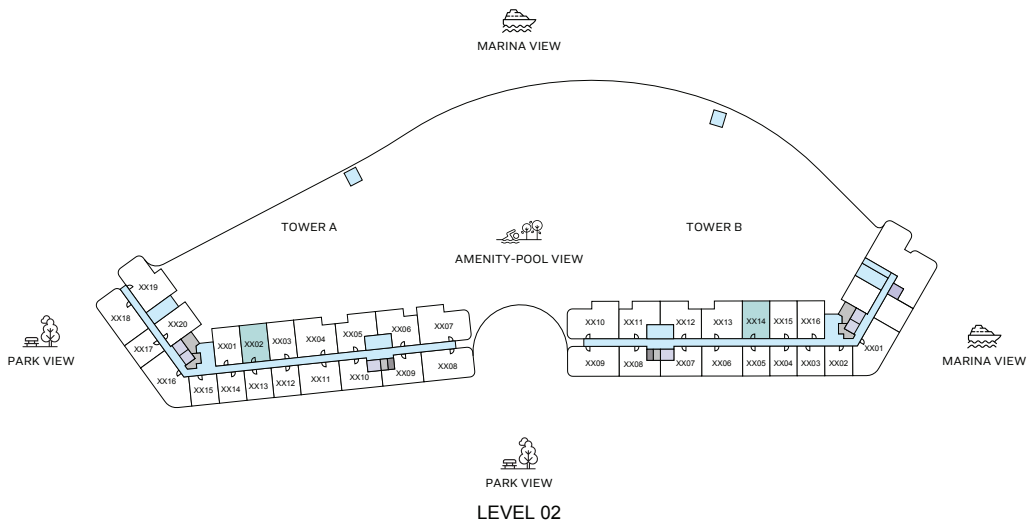 MARINA VIEW
TOWER A
TOWER B
AMENITY-POOL VIEW
XX19
XX18
XX20
XX17
XX16
XX01
XX02
XX03
XX04
XX05
XX06
XX07
XX15
XX14
XX13
XX12
XX11
XX10
XX09
XX08
XX10
XX11
XX12
XX13
XX14
XX15
XX16
XX09
XX08
XX07
XX06
XX05
XX04
XX03
XX02
XX01
PARK VIEW
MARINA VIEW
PARK VIEW
LEVEL 02